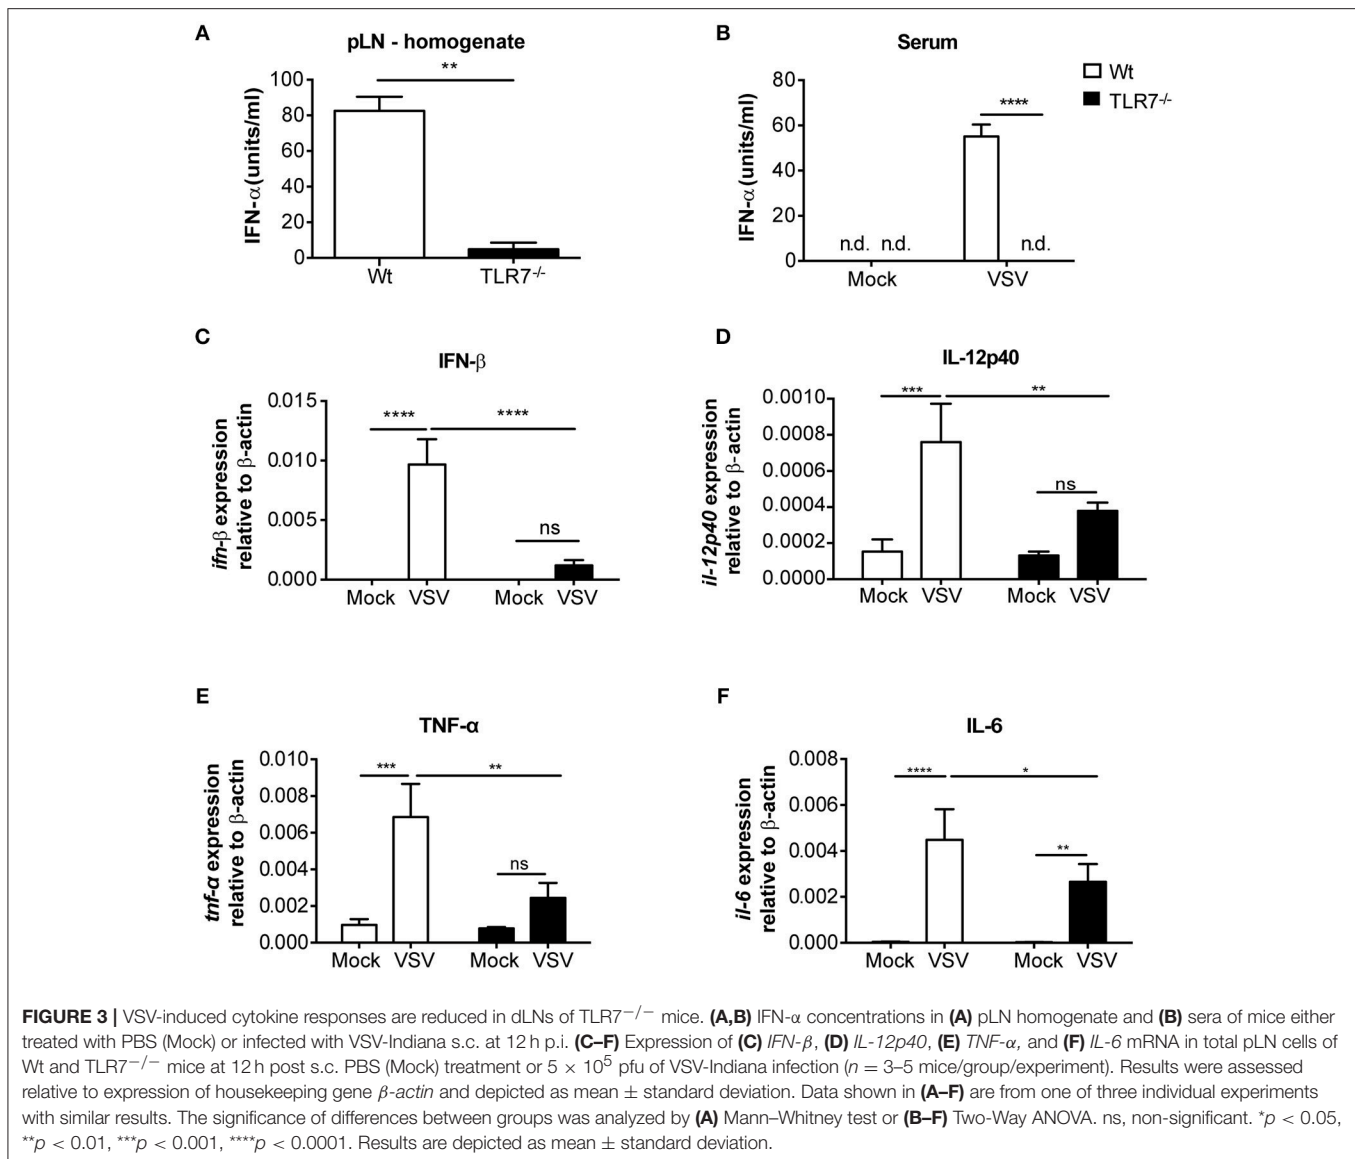 A
pLN - homogenate
**
IFN-α(units/ml)
100
80
60
40
20
0
Wt
TLR7-/-
B
Serum
Wt
TLR7-/-
****
IFN-α(units/ml)
80
60
40
20
0
n.d. n.d.
n.d.
Mock
VSV
C
IFN-β
ifn-β expression
relative to β-actin
0.015
0.010
0.005
0.000
****
****
ns
Mock VSV
Mock VSV
D
IL-12p40
il-12p40 expression
relative to β-actin
0.0010
0.0008
0.0006
0.0004
0.0002
0.0000
***
**
ns
Mock VSV
Mock VSV
E
TNF-α
tnf-α expression
relative to β-actin
0.010
0.008
0.006
0.004
0.002
0.000
***
**
ns
Mock VSV
Mock VSV
F
IL-6
il-6 expression
relative to β-actin
0.008
0.006
0.004
0.002
0.000
****
*
**
Mock VSV
Mock VSV
FIGURE 3 | VSV-induced cytokine responses are reduced in dLNs of TLR7−/− mice. (A,B) IFN-α concentrations in (A) pLN homogenate and (B) sera of mice either
treated with PBS (Mock) or infected with VSV-Indiana s.c. at 12 h p.i. (C–F) Expression of (C) IFN-β, (D) IL-12p40, (E) TNF-α, and (F) IL-6 mRNA in total pLN cells of
Wt and TLR7−/− mice at 12 h post s.c. PBS (Mock) treatment or 5 × 10⁵ pfu of VSV-Indiana infection (n = 3–5 mice/group/experiment). Results were assessed
relative to expression of housekeeping gene β-actin and depicted as mean ± standard deviation. Data shown in (A–F) are from one of three individual experiments
with similar results. The significance of differences between groups was analyzed by (A) Mann–Whitney test or (B–F) Two-Way ANOVA. ns, non-significant. *p < 0.05,
**p < 0.01, ***p < 0.001, ****p < 0.0001. Results are depicted as mean ± standard deviation.